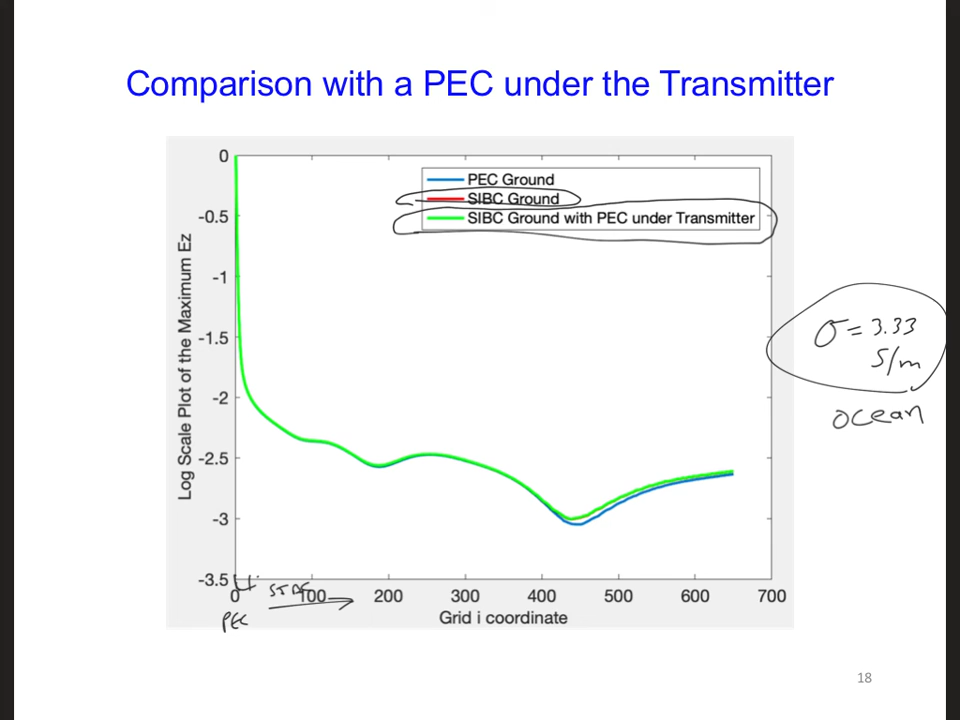 Comparison with a PEC under the Transmitter
PEC Ground
SIBC Ground
SIBC Ground with PEC under Transmitter
Log Scale Plot of the Maximum Ez
0
-0.5
-1
-1.5
-2
-2.5
-3
-3.5
σ = 3.33
S/m
ocean
0
100
200
300
400
500
600
700
PEC
Grid i coordinate
18